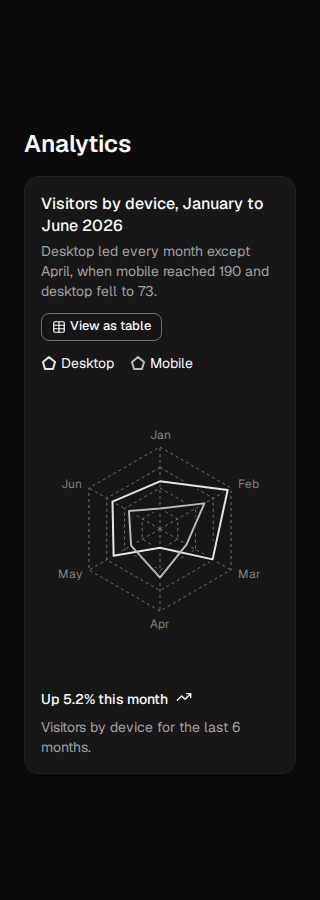 Analytics
Visitors by device, January to
June 2026
Desktop led every month except
April, when mobile reached 190 and
desktop fell to 73.
View as table
Desktop Mobile
Jan
Jun Feb
May Mar
Apr
Up 5.2% this month
Visitors by device for the last 6
months.